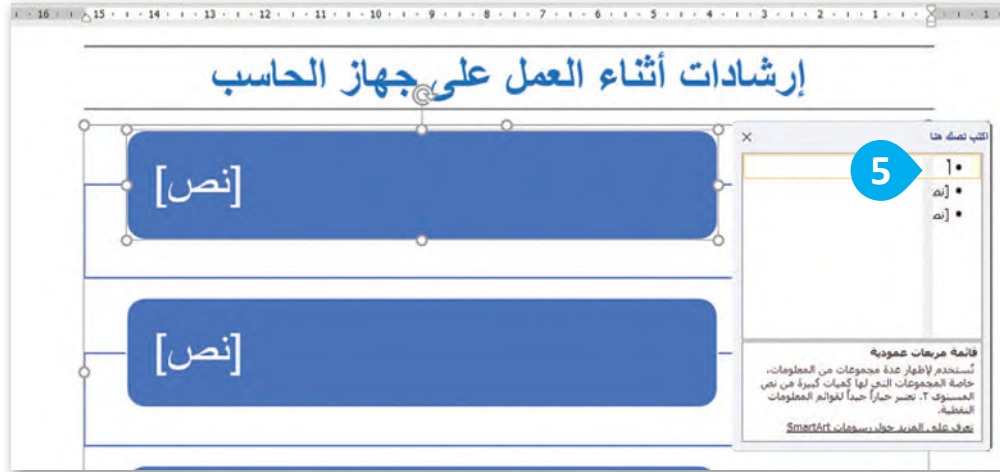 16 15 14 13 12 11 10 9 8 7 6 5 4 3 2 1 1
إرشادات أثناء العمل على جهاز الحاسب
اكتب نصك هنا
5
[نص
[نص
[نص]
[نص]
قائمة مربعات عمودية
تُستخدم لإظهار عدة مجموعات من المعلومات،
خاصة المجموعات التي لها كميات كبيرة من نص
المستوى ٢. تعتبر خياراً جيداً لقوائم المعلومات
النقطية.
تعرف على المزيد حول رسومات SmartArt